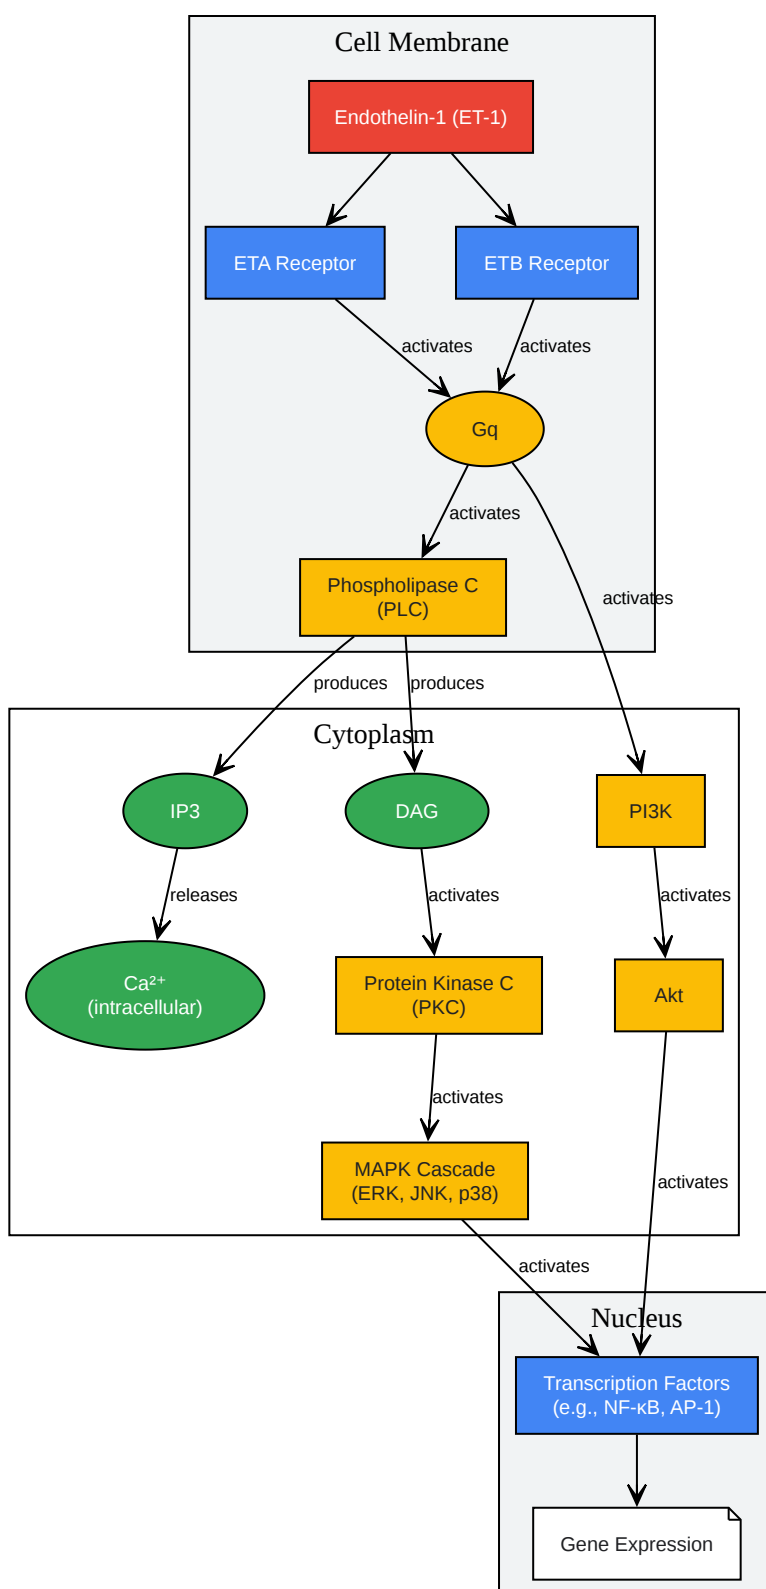 Cell Membrane
Endothelin-1 (ET-1)
ETA Receptor
ETB Receptor
activates
activates
Gq
activates
Phospholipase C
(PLC)
activates
produces
produces
Cytoplasm
IP3
DAG
PI3K
releases
activates
activates
Ca²⁺
(intracellular)
Protein Kinase C
(PKC)
Akt
activates
MAPK Cascade
(ERK, JNK, p38)
activates
activates
Nucleus
Transcription Factors
(e.g., NF-κB, AP-1)
Gene Expression